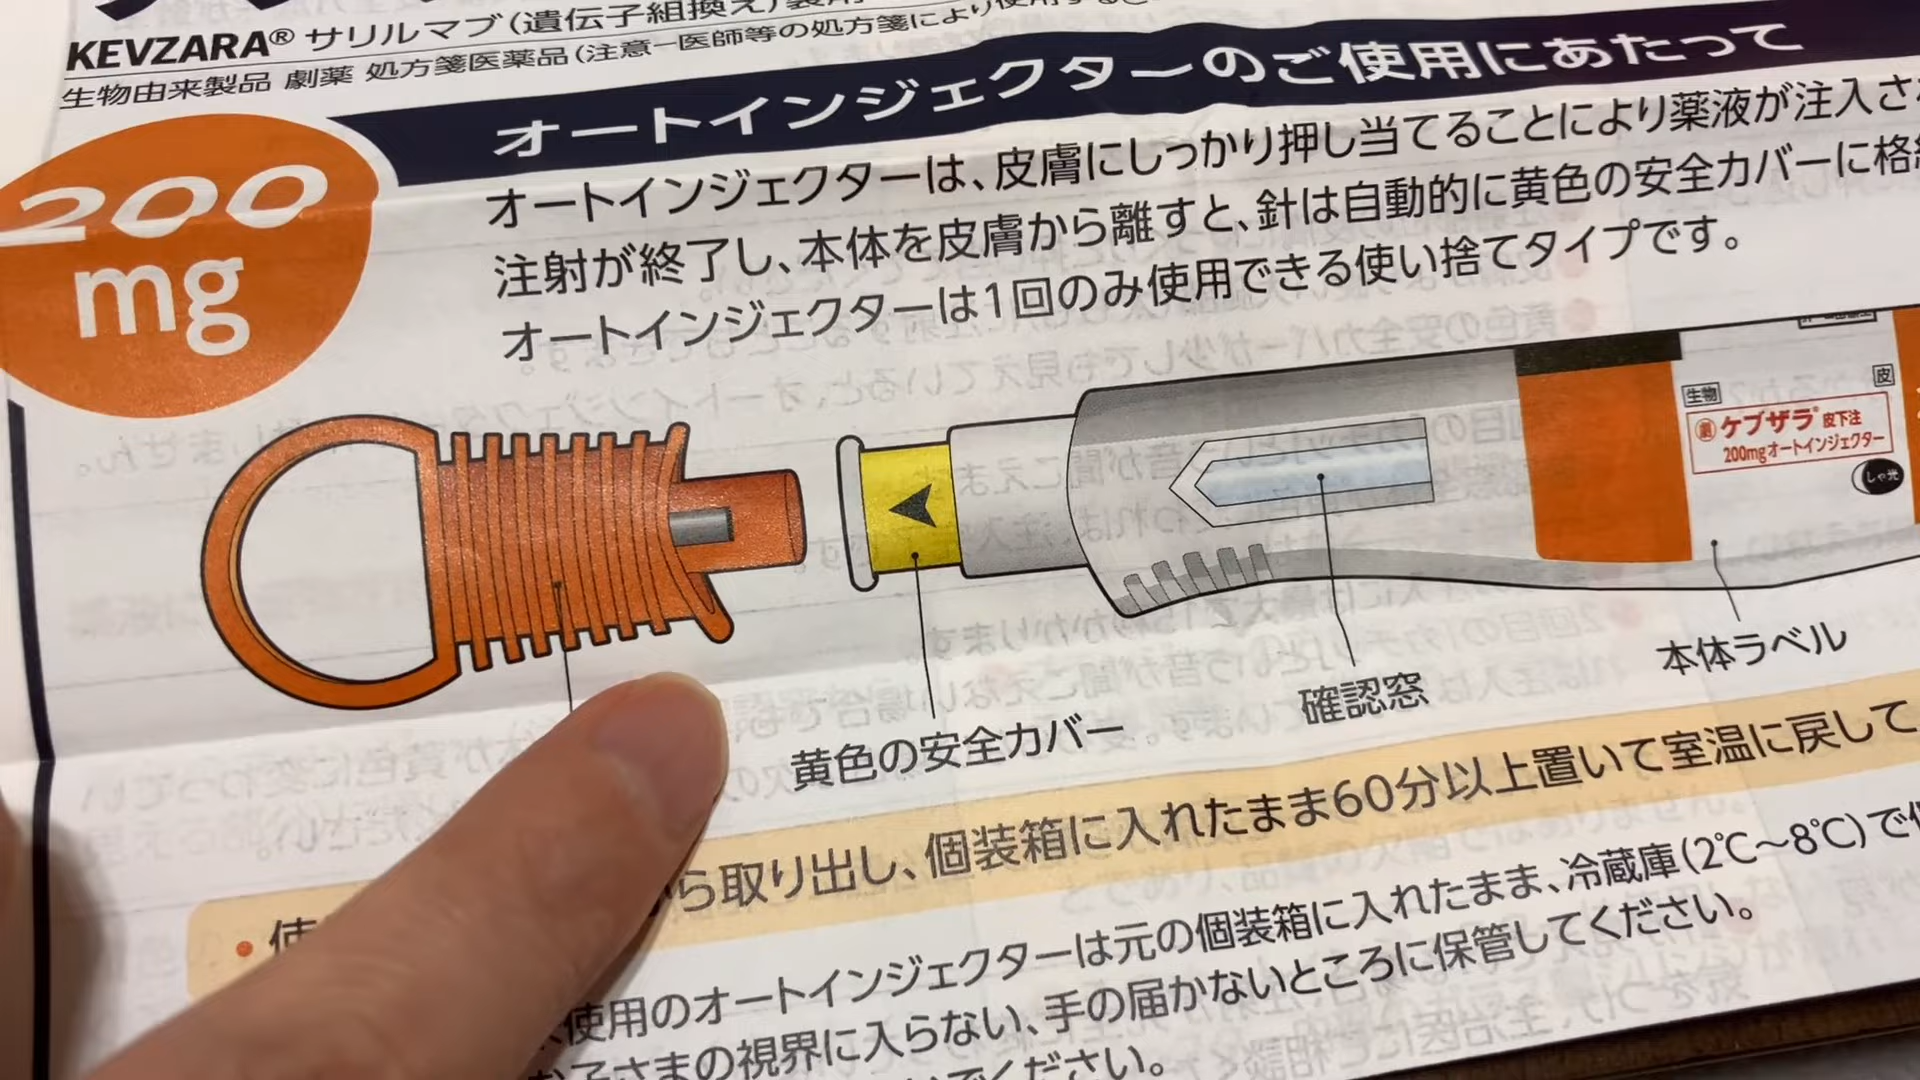 KEVZARA® サリルマブ(遺伝子組換え)製剤
生物由来製品 劇薬 処方箋医薬品(注意－医師等の処方箋により使用すること
200
mg
オートインジェクターのご使用にあたって
オートインジェクターは、皮膚にしっかり押し当てることにより薬液が注入され
注射が終了し、本体を皮膚から離すと、針は自動的に黄色の安全カバーに格納
オートインジェクターは1回のみ使用できる使い捨てタイプです。
生物
皮
劇 ケブザラ® 皮下注
200mgオートインジェクター
しゃ光
黄色の安全カバー
確認窓
本体ラベル
• 使
から取り出し、個装箱に入れたまま60分以上置いて室温に戻して
使用のオートインジェクターは元の個装箱に入れたまま、冷蔵庫(2℃～8℃)で
お子さまの視界に入らない、手の届かないところに保管してください。
でください。